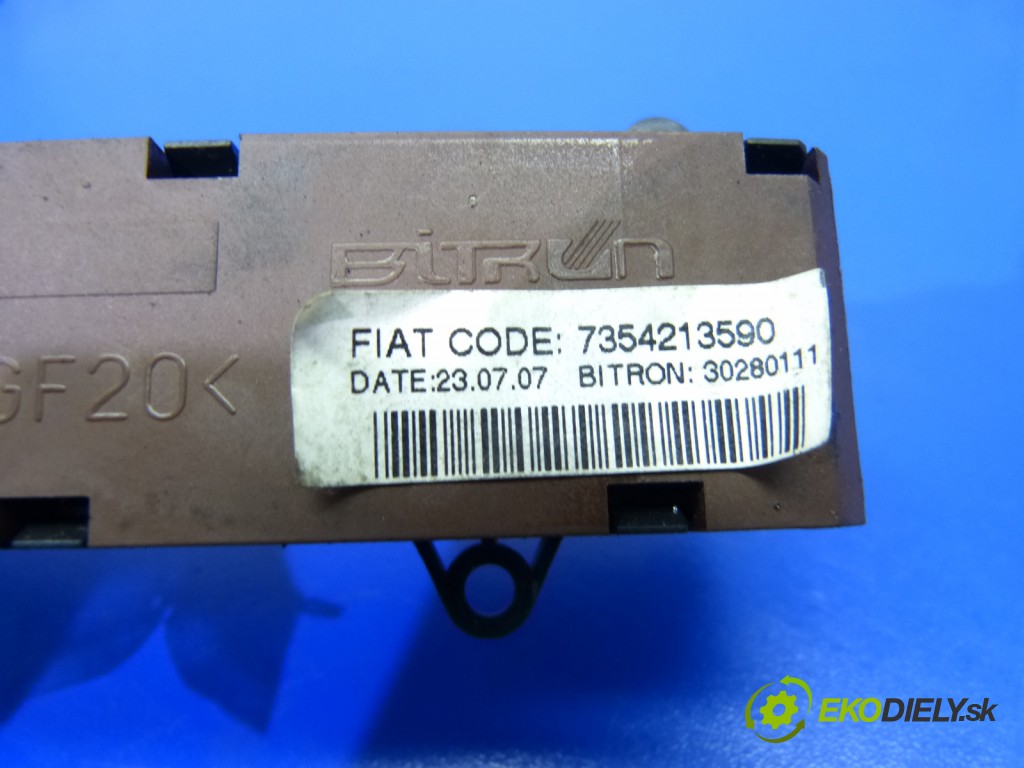 BiTRON
FIAT CODE: 7354213590
DATE:23.07.07 BITRON: 30280111
GF20<
EKODIELY.sk